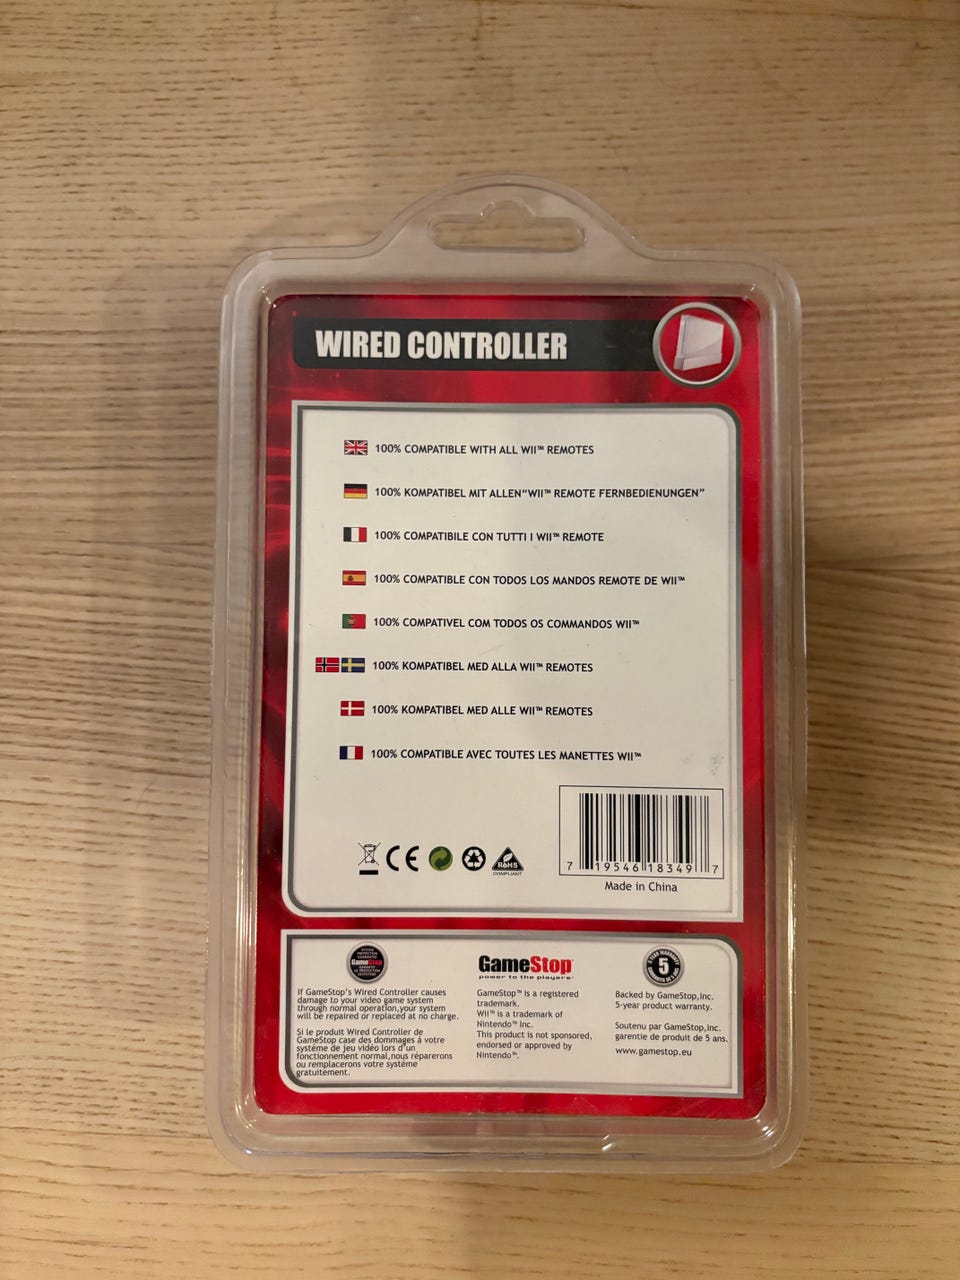 WIRED CONTROLLER
100% COMPATIBLE WITH ALL WII™ REMOTES
100% KOMPATIBEL MIT ALLEN“WII™ REMOTE FERNBEDIENUNGEN”
100% COMPATIBILE CON TUTTI I WII™ REMOTE
100% COMPATIBLE CON TODOS LOS MANDOS REMOTE DE WII™
100% COMPATIVEL COM TODOS OS COMMANDOS WII™
100% KOMPATIBEL MED ALLA WII™ REMOTES
100% KOMPATIBEL MED ALLE WII™ REMOTES
100% COMPATIBLE AVEC TOUTES LES MANETTES WII™
CE
RoHS
COMPLIANT
7 19546 18349 7
Made in China
GameStop
If GameStop's Wired Controller causes
damage to your video game system
through normal operation,your system
will be repaired or replaced at no charge.
Si le produit Wired Controller de
GameStop case des dommages à votre
système de jeu vidéo lors d'un
fonctionnement normal,nous réparerons
ou remplacerons votre système
gratuitement.
GameStop
power to the players
GameStop™ is a registered
trademark.
Wii™ is a trademark of
Nintendo™ Inc.
This product is not sponsored,
endorsed or approved by
Nintendo™.
5
Backed by GameStop,Inc.
5-year product warranty.
Soutenu par GameStop,Inc.
garentie de produit de 5 ans.
www.gamestop.eu